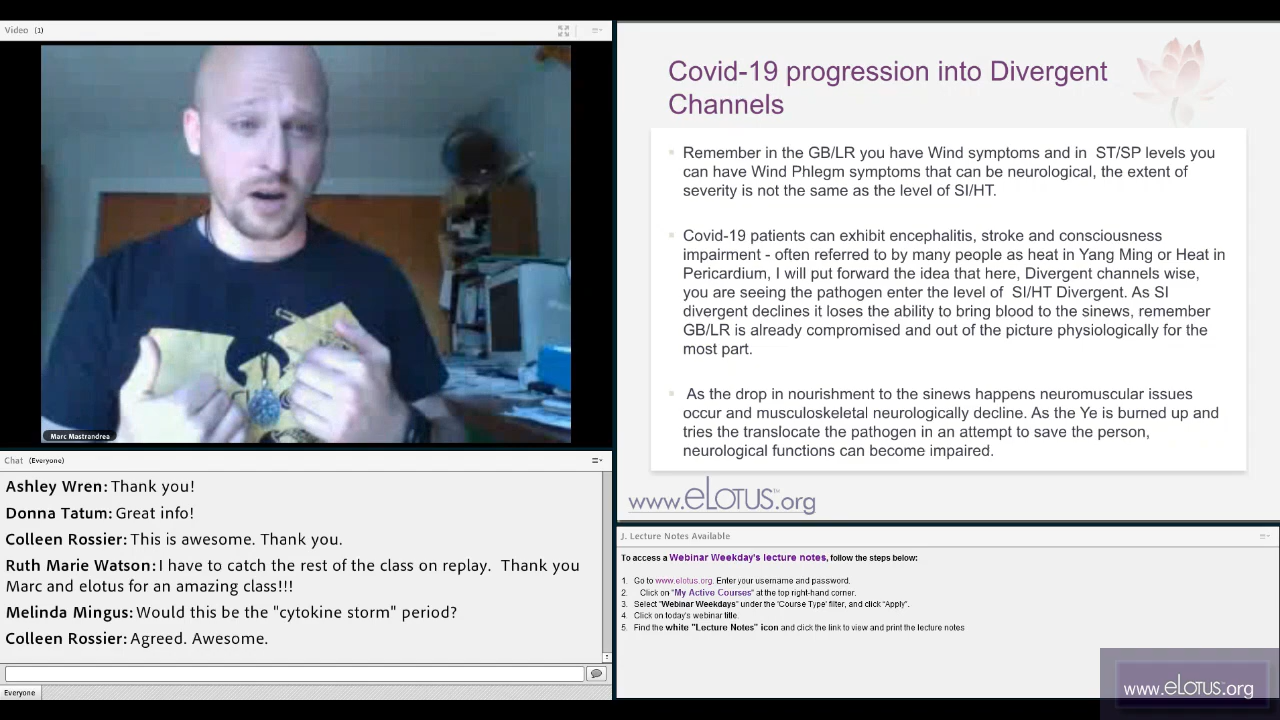 Video (1)
Marc Mastrandrea
Chat (Everyone)
Ashley Wren: Thank you!
Donna Tatum: Great info!
Colleen Rossier: This is awesome. Thank you.
Ruth Marie Watson: I have to catch the rest of the class on replay. Thank you
Marc and elotus for an amazing class!!!
Melinda Mingus: Would this be the "cytokine storm" period?
Colleen Rossier: Agreed. Awesome.
Everyone
Covid-19 progression into Divergent
Channels
Remember in the GB/LR you have Wind symptoms and in ST/SP levels you
can have Wind Phlegm symptoms that can be neurological, the extent of
severity is not the same as the level of SI/HT.
Covid-19 patients can exhibit encephalitis, stroke and consciousness
impairment - often referred to by many people as heat in Yang Ming or Heat in
Pericardium, I will put forward the idea that here, Divergent channels wise,
you are seeing the pathogen enter the level of SI/HT Divergent. As SI
divergent declines it loses the ability to bring blood to the sinews, remember
GB/LR is already compromised and out of the picture physiologically for the
most part.
As the drop in nourishment to the sinews happens neuromuscular issues
occur and musculoskeletal neurologically decline. As the Ye is burned up and
tries the translocate the pathogen in an attempt to save the person,
neurological functions can become impaired.
www.eLOTUS.org
J. Lecture Notes Available
To access a Webinar Weekday's lecture notes, follow the steps below:
1. Go to www.elotus.org. Enter your username and password.
2. Click on "My Active Courses" at the top right-hand corner.
3. Select "Webinar Weekdays" under the 'Course Type' filter, and click "Apply".
4. Click on today's webinar title.
5. Find the white "Lecture Notes" icon and click the link to view and print the lecture notes
www.eLOTUS.org